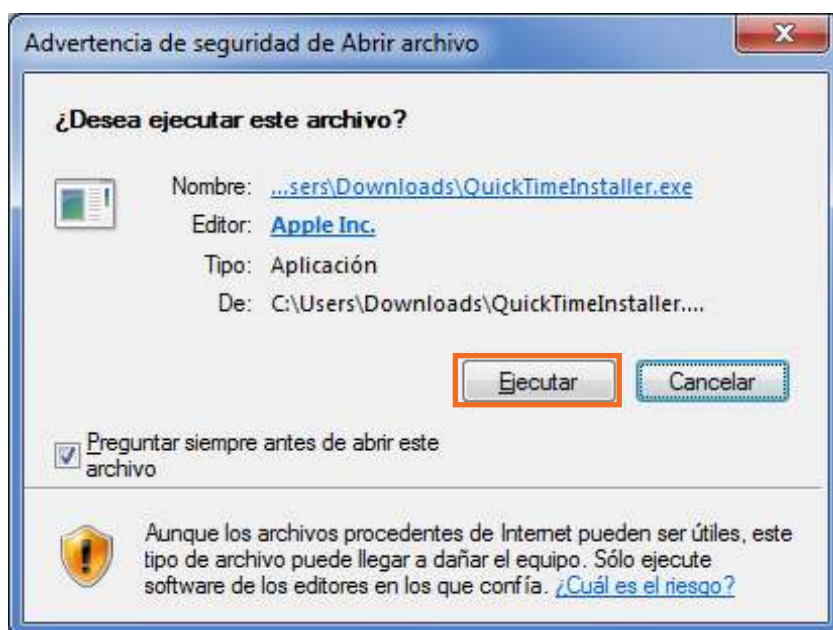 Advertencia de seguridad de Abrir archivo
¿Desea ejecutar este archivo?
Nombre: ...sers\Downloads\QuickTimeInstaller.exe
Editor: Apple Inc.
Tipo: Aplicación
De: C:\Users\Downloads\QuickTimeInstaller....
Ejecutar Cancelar
Preguntar siempre antes de abrir este
archivo
Aunque los archivos procedentes de Internet pueden ser útiles, este
tipo de archivo puede llegar a dañar el equipo. Sólo ejecute
software de los editores en los que confía. ¿Cuál es el riesgo?